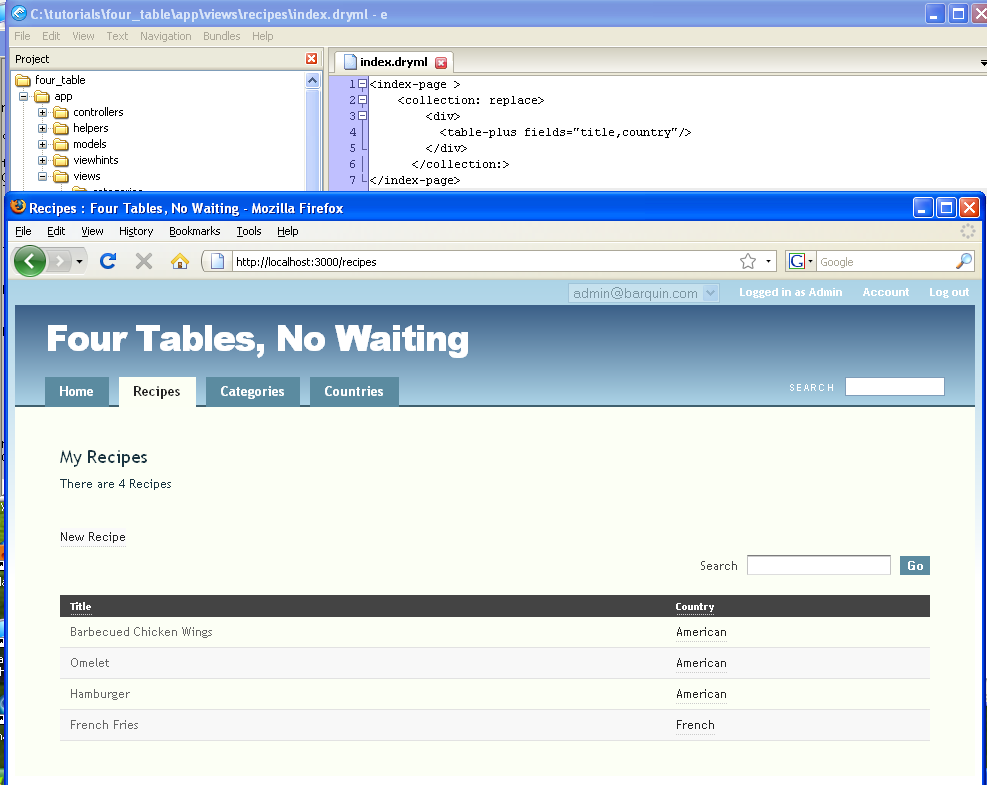 C:\tutorials\four_table\app\views\recipes\index.dryml - e
File Edit View Text Navigation Bundles Help
Project
four_table
app
controllers
helpers
models
viewhints
views
index.dryml
1 <index-page >
2 <collection: replace>
3 <div>
4 <table-plus fields="title,country"/>
5 </div>
6 </collection:>
7 </index-page>
Recipes : Four Tables, No Waiting - Mozilla Firefox
File Edit View History Bookmarks Tools Help
http://localhost:3000/recipes
G Google
admin@barquin.com Logged in as Admin Account Log out
Four Tables, No Waiting
Home Recipes Categories Countries SEARCH
My Recipes
There are 4 Recipes
New Recipe
Search Go
Title Country
Barbecued Chicken Wings American
Omelet American
Hamburger American
French Fries French